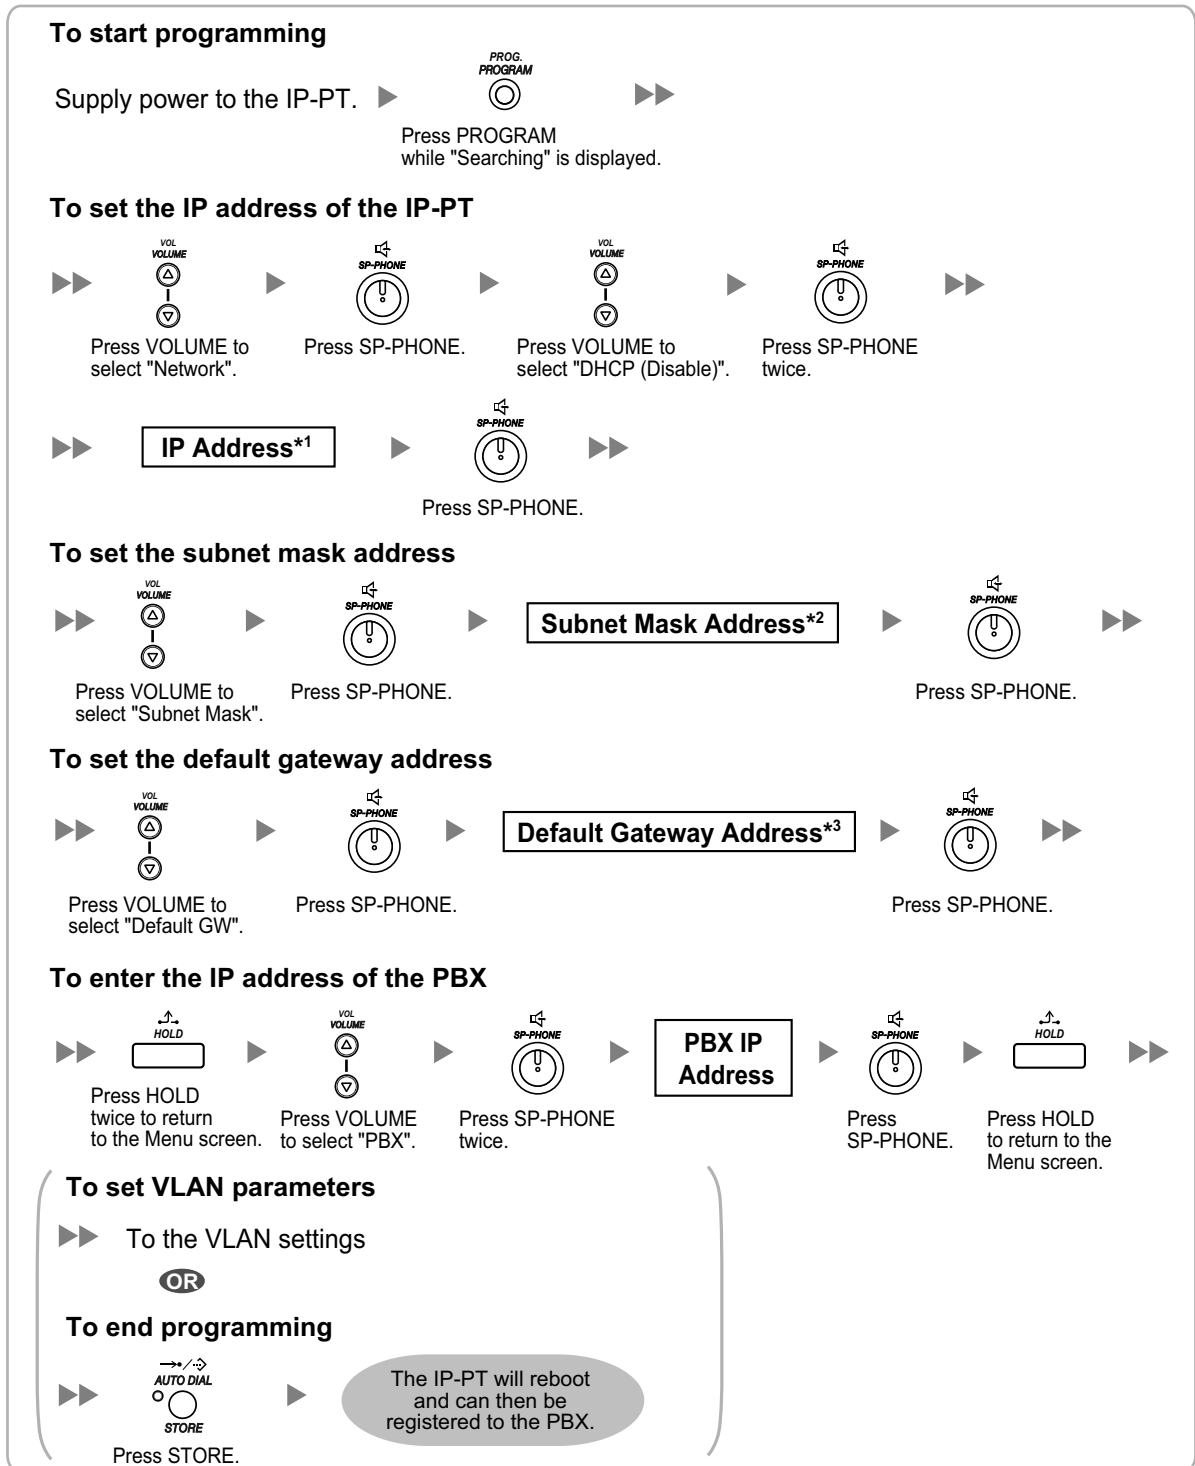 To start programming
PROG.
PROGRAM
Supply power to the IP-PT.
Press PROGRAM
while "Searching" is displayed.
To set the IP address of the IP-PT
VOL
VOLUME
SP-PHONE
VOL
VOLUME
SP-PHONE
Press VOLUME to
select "Network".
Press SP-PHONE.
Press VOLUME to
select "DHCP (Disable)".
Press SP-PHONE
twice.
SP-PHONE
IP Address*1
Press SP-PHONE.
To set the subnet mask address
VOL
VOLUME
SP-PHONE
Subnet Mask Address*2
SP-PHONE
Press VOLUME to
select "Subnet Mask".
Press SP-PHONE.
Press SP-PHONE.
To set the default gateway address
VOL
VOLUME
SP-PHONE
Default Gateway Address*3
SP-PHONE
Press VOLUME to
select "Default GW".
Press SP-PHONE.
Press SP-PHONE.
To enter the IP address of the PBX
HOLD
VOL
VOLUME
SP-PHONE
PBX IP
Address
SP-PHONE
HOLD
Press HOLD
twice to return
to the Menu screen.
Press VOLUME
to select "PBX".
Press SP-PHONE
twice.
Press
SP-PHONE.
Press HOLD
to return to the
Menu screen.
To set VLAN parameters
To the VLAN settings
OR
To end programming
AUTO DIAL
STORE
Press STORE.
The IP-PT will reboot
and can then be
registered to the PBX.